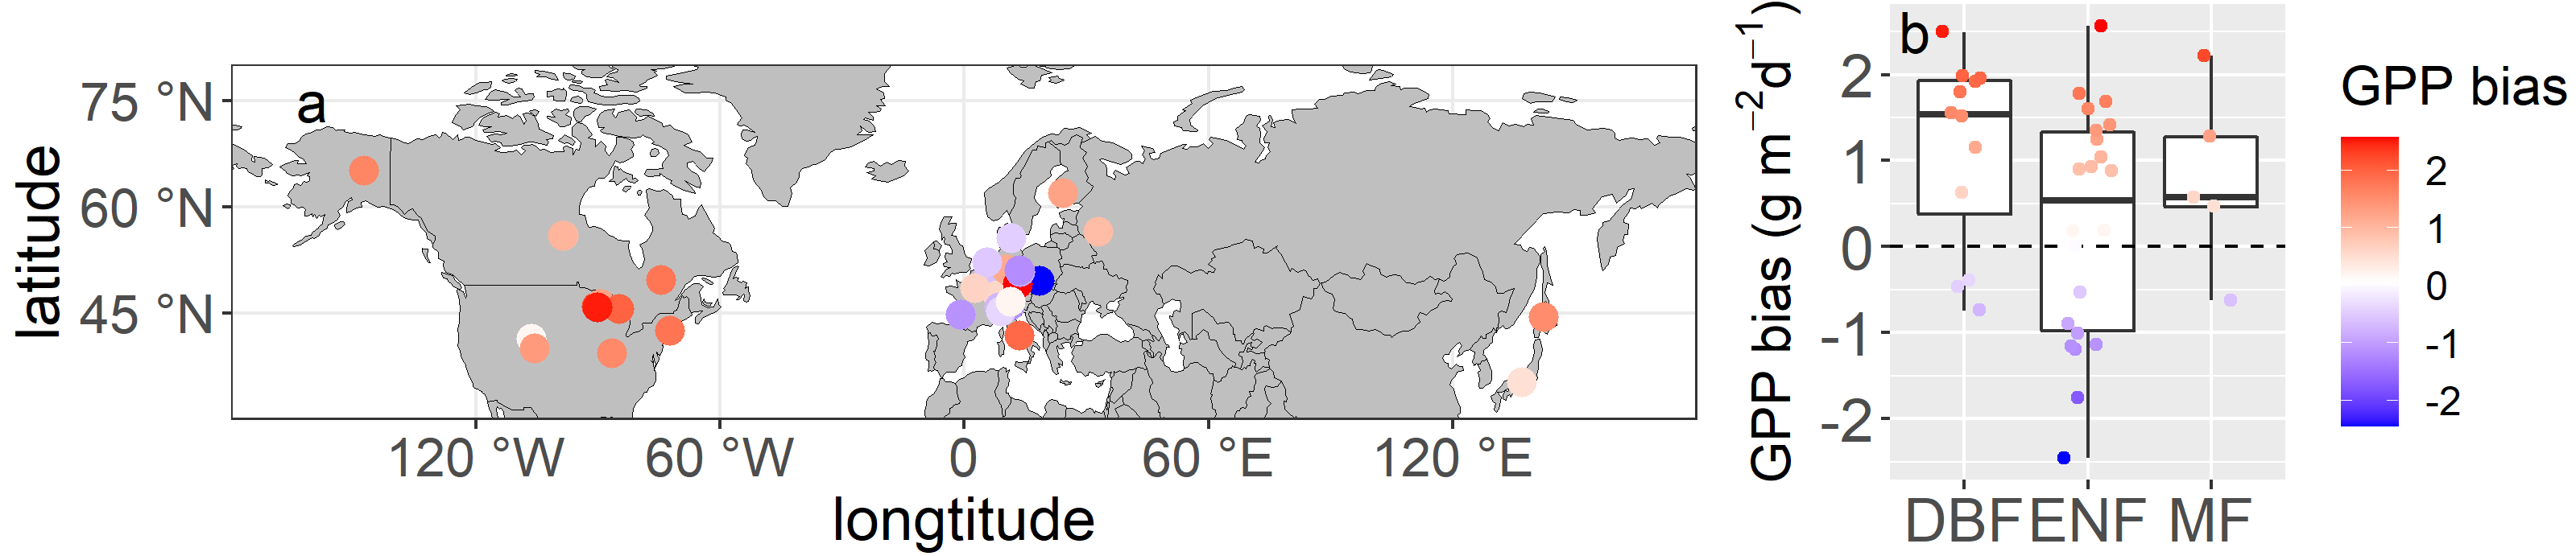 a
75 °N
60 °N
45 °N
latitude
120 °W 60 °W 0 60 °E 120 °E
longtitude
b
2
1
0
-1
-2
GPP bias (g m⁻²d⁻¹)
DBF ENF MF
GPP bias
2
1
0
-1
-2